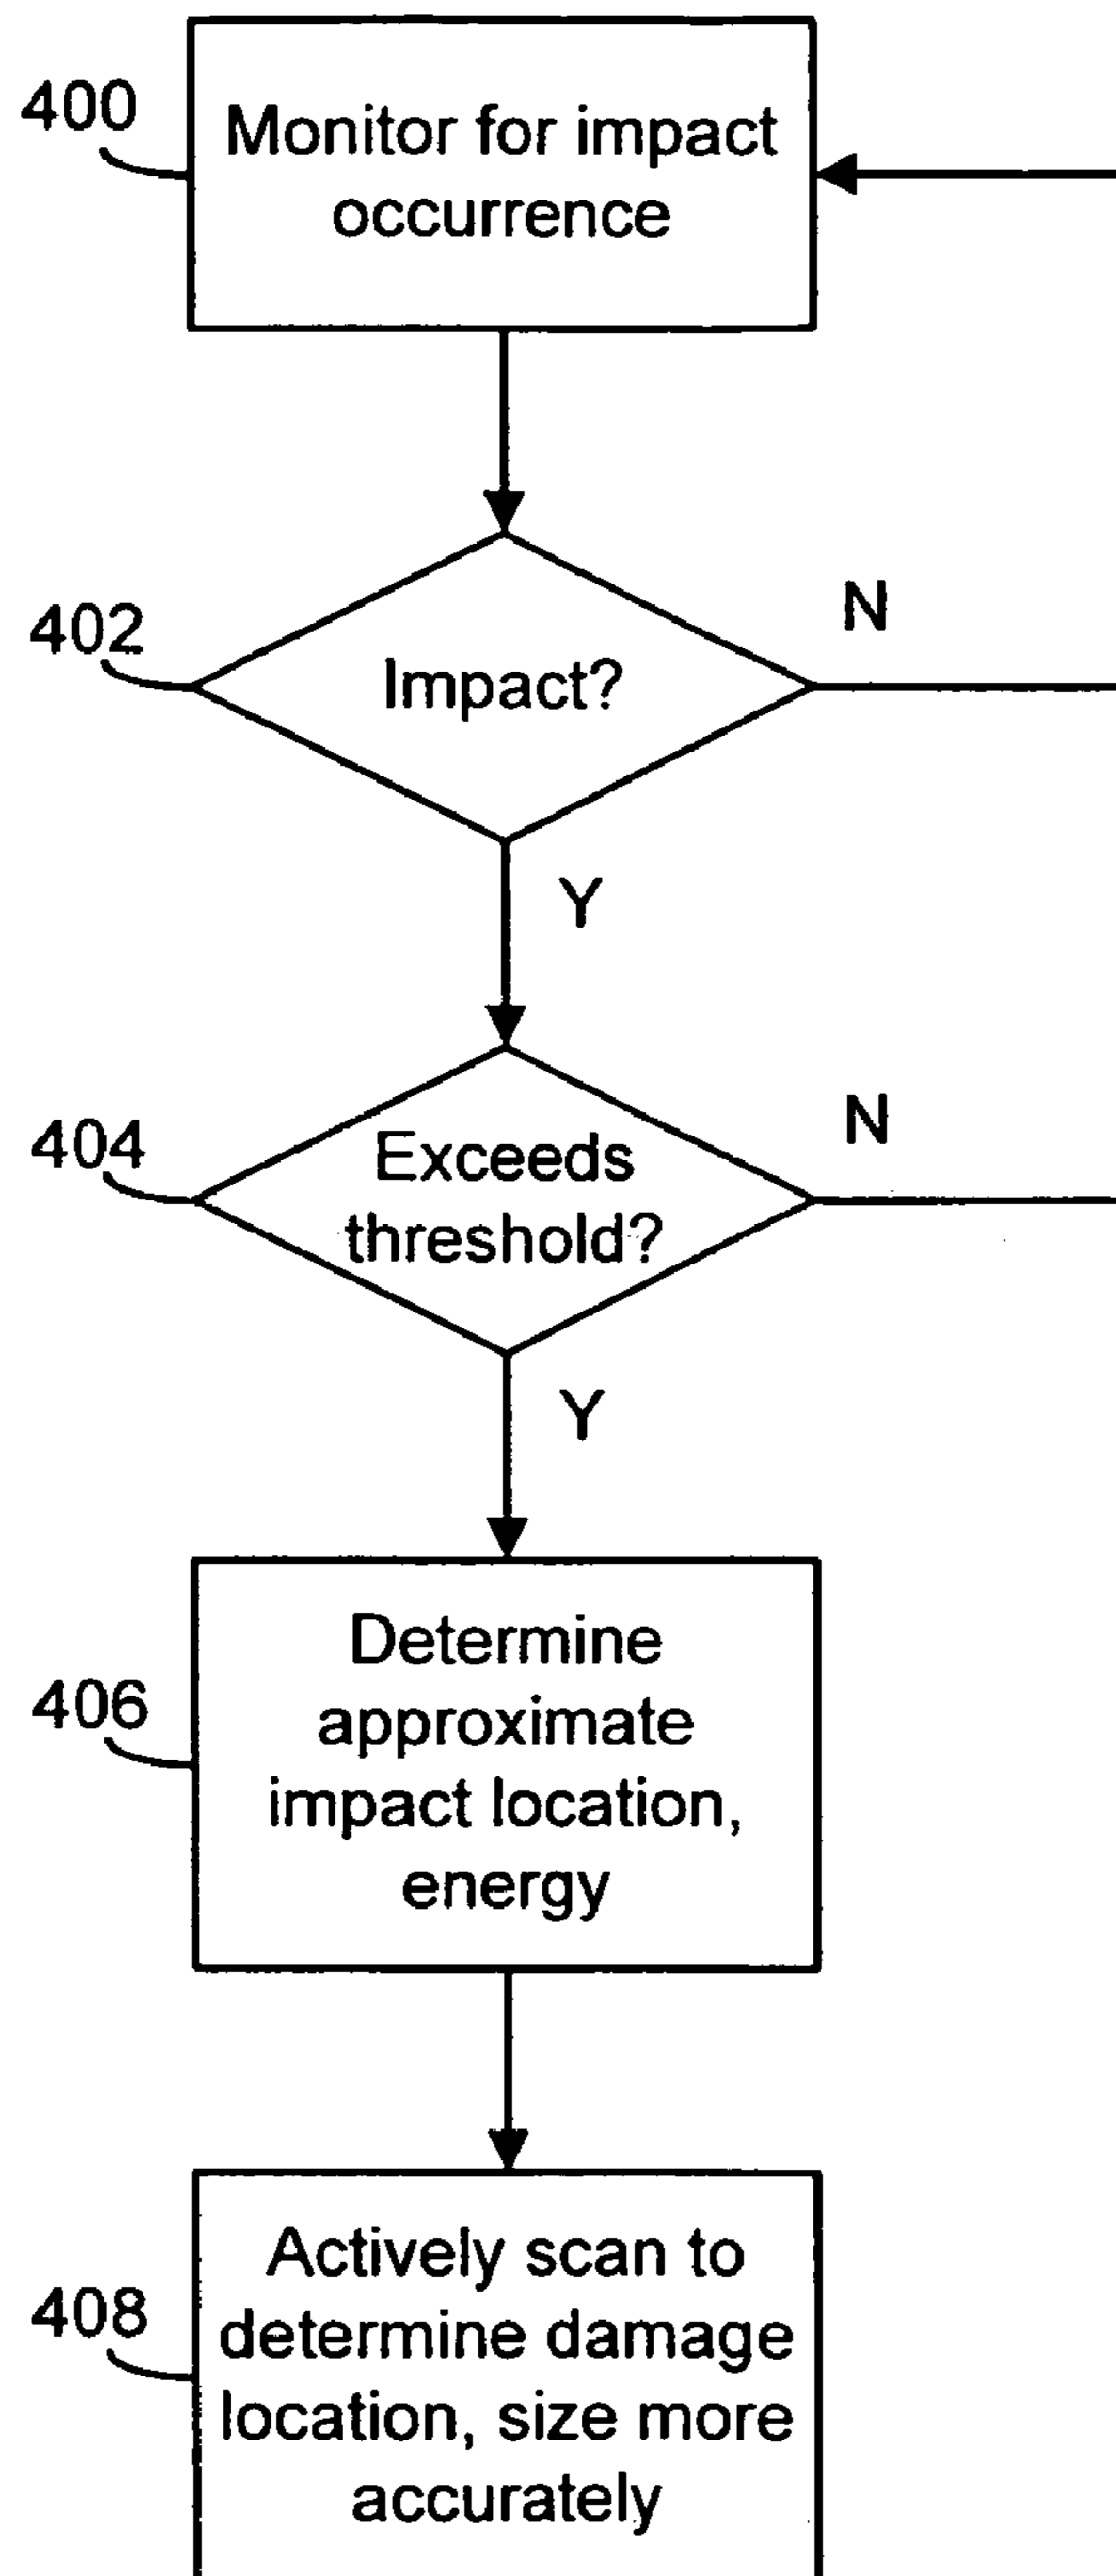 400
Monitor for impact
occurrence
402
Impact?
N
Y
404
Exceeds
threshold?
N
Y
406
Determine
approximate
impact location,
energy
408
Actively scan to
determine damage
location, size more
accurately